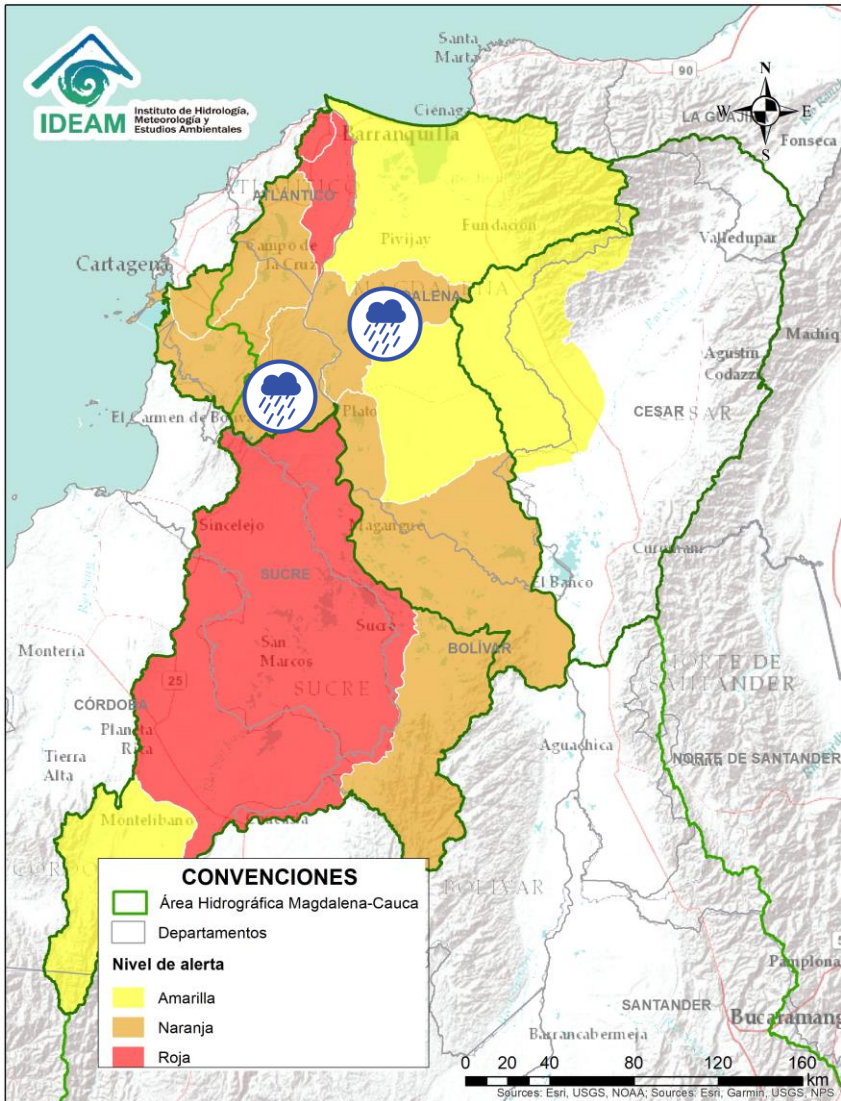 Santa
Marta
90
N
W
E
S
IDEAM
Instituto de Hidrología,
Meteorología y
Estudios Ambientales
Ciénaga
LA GUAJIRA
Barranquilla
Fonseca
ATLÁNTICO
Fundación
Pivijay
Valledupar
Campo de
la Cruz
Cartagena
MAGDALENA
Agustín
Codazzi
CESAR
CESAR
El Carmen de Bolívar
Plato
Sincelejo
Magangué
Curumaní
SUCRE
El Banco
Sucre
San
Marcos
BOLÍVAR
Montería
NORTE DE
SANTANDER
SUCRE
25
CÓRDOBA
Planeta
Rica
Tierra
Alta
Aguachica
NORTE DE SANTANDER
Montelíbano
Caucasia
BOLÍVAR
CONVENCIONES
Área Hidrográfica Magdalena-Cauca
Departamentos
Nivel de alerta
Amarilla
Naranja
Roja
Pamplona
SANTANDER
Bucaramang
Barrancabermeja
0 20 40 80 120 160
km
Sources: Esri, USGS, NOAA; Sources: Esri, Garmin, USGS, NPS